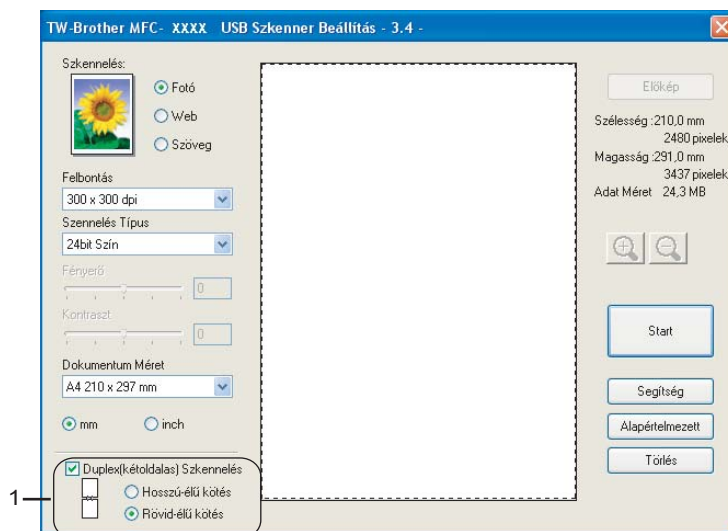 TW-Brother MFC- XXXX USB Szkenner Beállítás - 3.4 -
Szkennelés:
Fotó
Web
Szöveg
Felbontás
300 x 300 dpi
Szennelés Típus
24bit Szín
Fényerő
0
Kontraszt
0
Dokumentum Méret
A4 210 x 297 mm
mm
inch
Duplex(kétoldalas) Szkennelés
Hosszú-élű kötés
Rövid-élű kötés
1
Előkép
Szélesség :210,0 mm
2480 pixelek
Magasság :291,0 mm
3437 pixelek
Adat Méret 24,3 MB
Start
Segítség
Alapértelmezett
Törlés